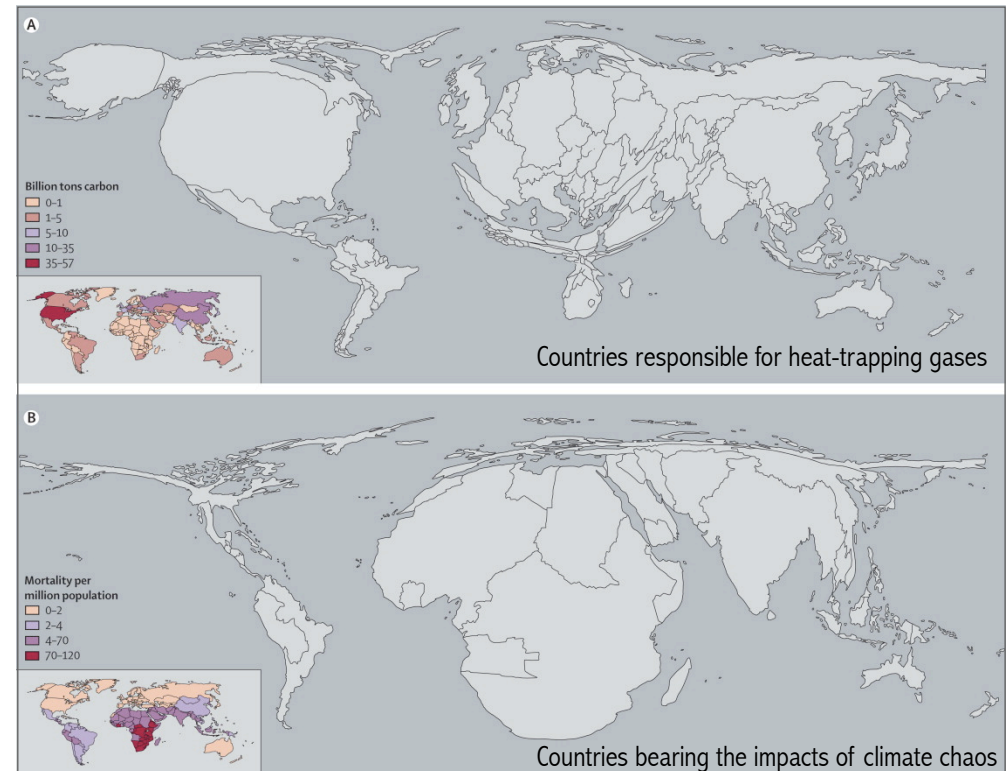 A
Billion tons carbon
0–1
1–5
5–10
10–35
35–57
Countries responsible for heat-trapping gases
B
Mortality per
million population
0–2
2–4
4–70
70–120
Countries bearing the impacts of climate chaos